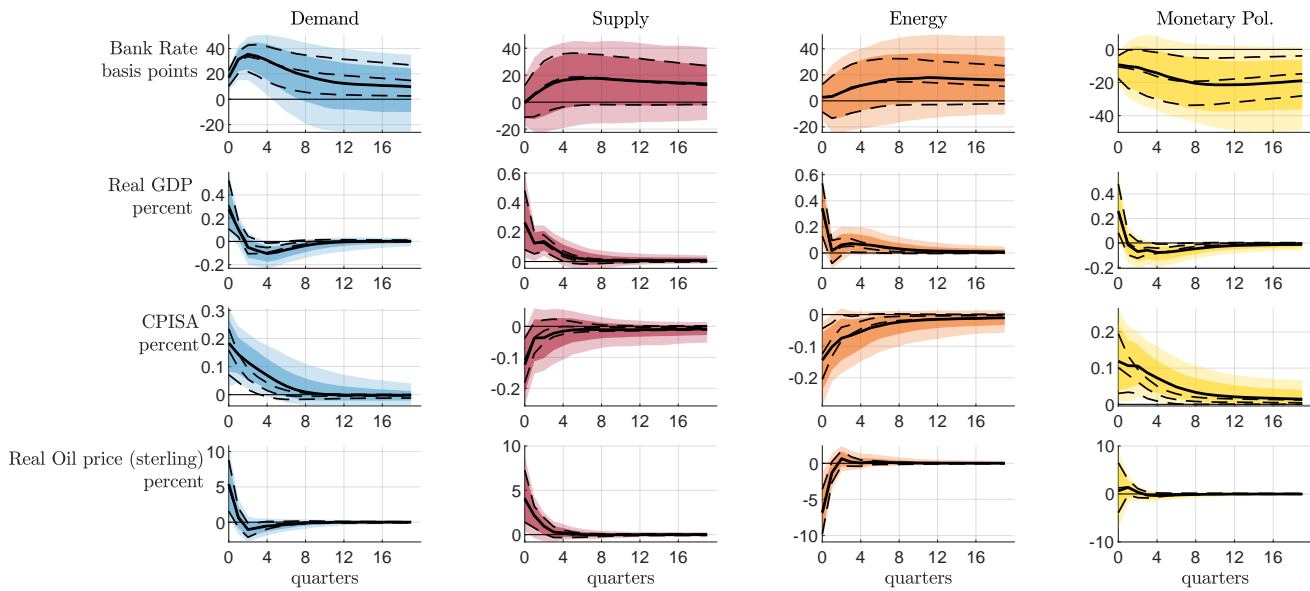 Demand Supply Energy Monetary Pol.
Bank Rate
basis points
40
20
0
-20
0 4 8 12 16
40
20
0
-20
0 4 8 12 16
40
20
0
-20
0 4 8 12 16
0
-20
-40
0 4 8 12 16
Real GDP
percent
0.4
0.2
0
-0.2
0 4 8 12 16
0.6
0.4
0.2
0
0 4 8 12 16
0.6
0.4
0.2
0
0 4 8 12 16
0.4
0.2
0
-0.2
0 4 8 12 16
CPISA
percent
0.3
0.2
0.1
0
0 4 8 12 16
0
-0.1
-0.2
0 4 8 12 16
0
-0.1
-0.2
0 4 8 12 16
0.2
0.1
0
0 4 8 12 16
Real Oil price (sterling)
percent
10
5
0
0 4 8 12 16
quarters
10
5
0
0 4 8 12 16
quarters
0
-5
-10
0 4 8 12 16
quarters
10
0
-10
0 4 8 12 16
quarters